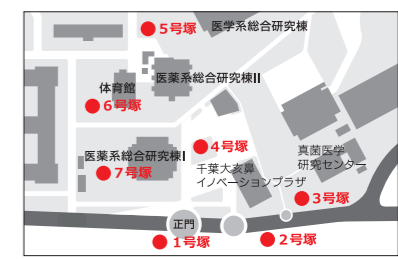 5号塚
医学系総合研究棟
医薬系総合研究棟II
体育館
6号塚
4号塚
医薬系総合研究棟I
7号塚
千葉大亥鼻
イノベーションプラザ
真菌医学
研究センター
3号塚
正門
1号塚
2号塚